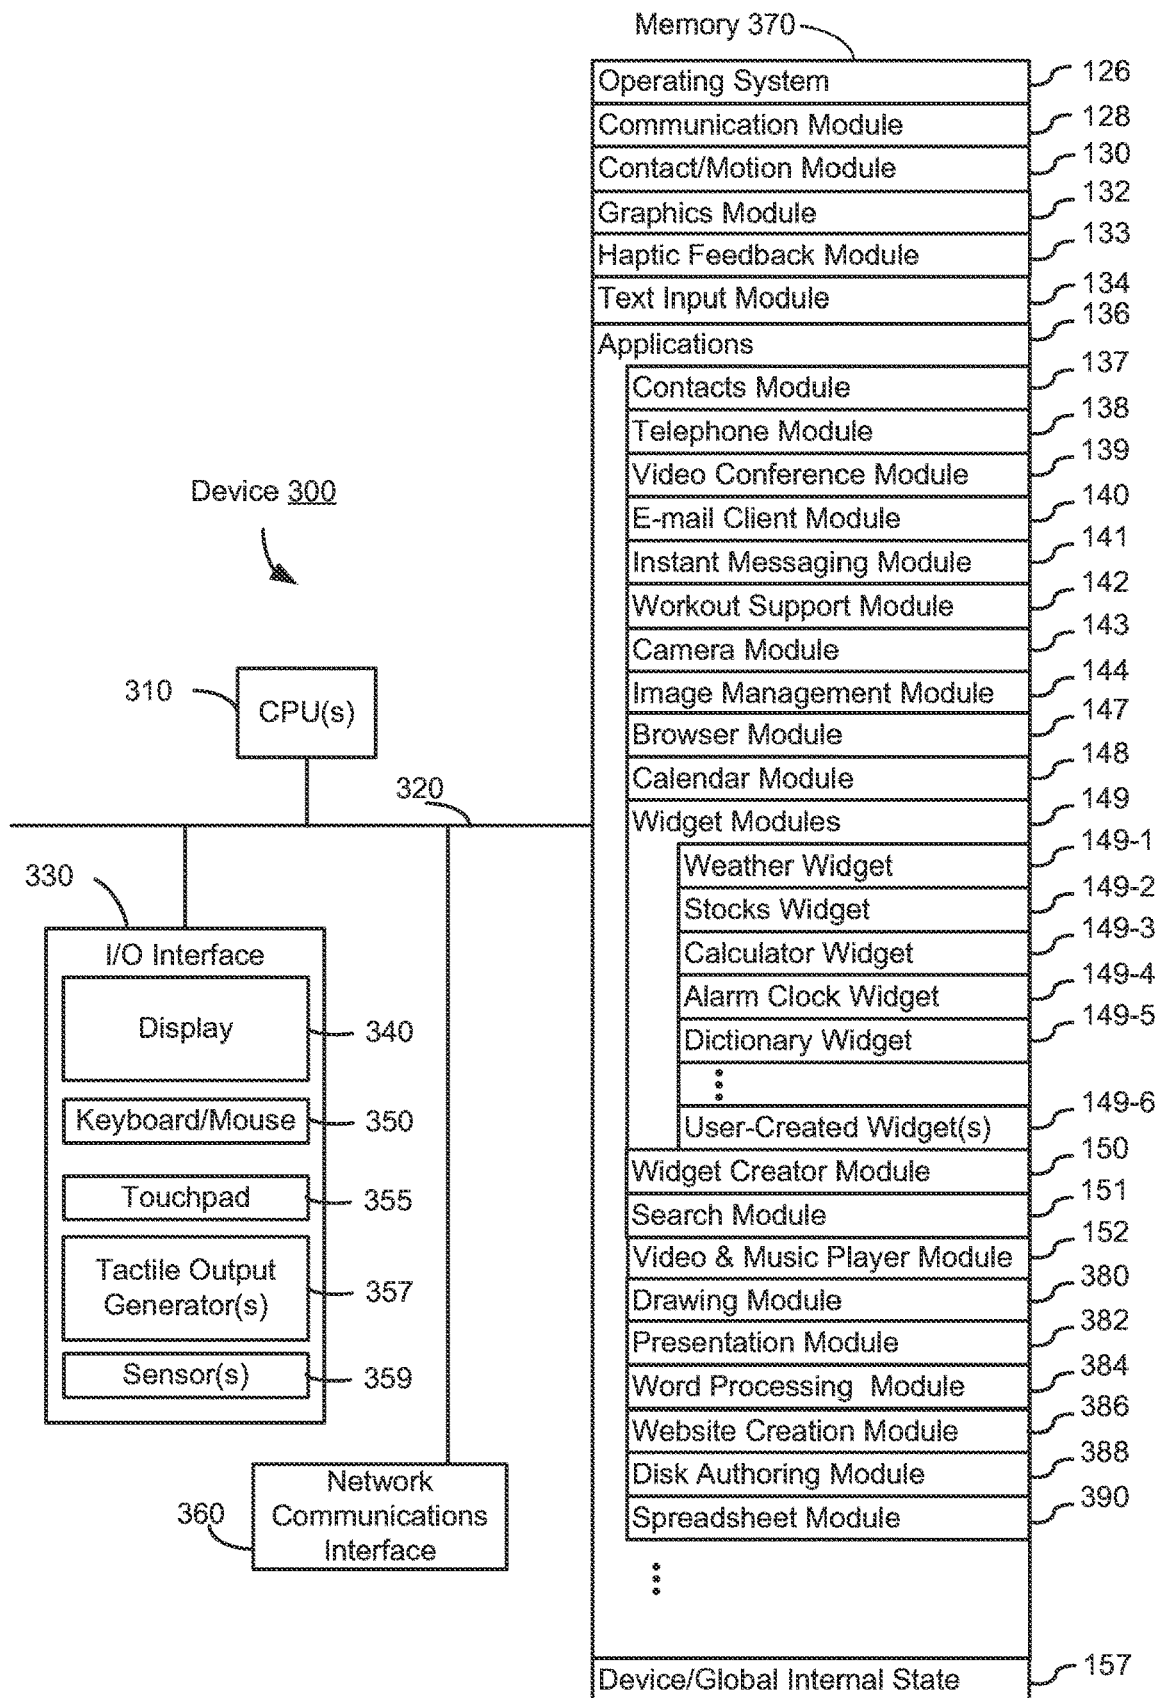 Memory 370
Operating System 126
Communication Module 128
Contact/Motion Module 130
Graphics Module 132
Haptic Feedback Module 133
Text Input Module 134
Applications 136
Contacts Module 137
Telephone Module 138
Video Conference Module 139
E-mail Client Module 140
Instant Messaging Module 141
Workout Support Module 142
Camera Module 143
Image Management Module 144
Browser Module 147
Calendar Module 148
Widget Modules 149
Weather Widget 149-1
Stocks Widget 149-2
Calculator Widget 149-3
Alarm Clock Widget 149-4
Dictionary Widget 149-5
User-Created Widget(s) 149-6
Widget Creator Module 150
Search Module 151
Video & Music Player Module 152
Drawing Module 380
Presentation Module 382
Word Processing Module 384
Website Creation Module 386
Disk Authoring Module 388
Spreadsheet Module 390
Device/Global Internal State 157
Device 300
310
CPU(s)
320
330
I/O Interface
Display 340
Keyboard/Mouse 350
Touchpad 355
Tactile Output
Generator(s) 357
Sensor(s) 359
360
Network
Communications
Interface